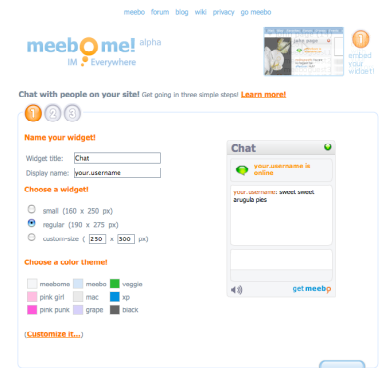 meebo forum blog wiki privacy go meebo
meebome! alpha
IM Everywhere
1
embed your widget!
Chat with people on your site! Get going in three simple steps! Learn more!
1 2 3
Name your widget!
Widget title: Chat
Display name: your.username
Choose a widget!
small (160 x 250 px)
regular (190 x 275 px)
custom-size ( 250 x 300 px)
Choose a color theme!
meebome meebo veggie
pink girl mac xp
pink punk grape black
(Customize it...)
Chat
your.username is
online
your.username: sweet sweet
arugula pies
get meebo